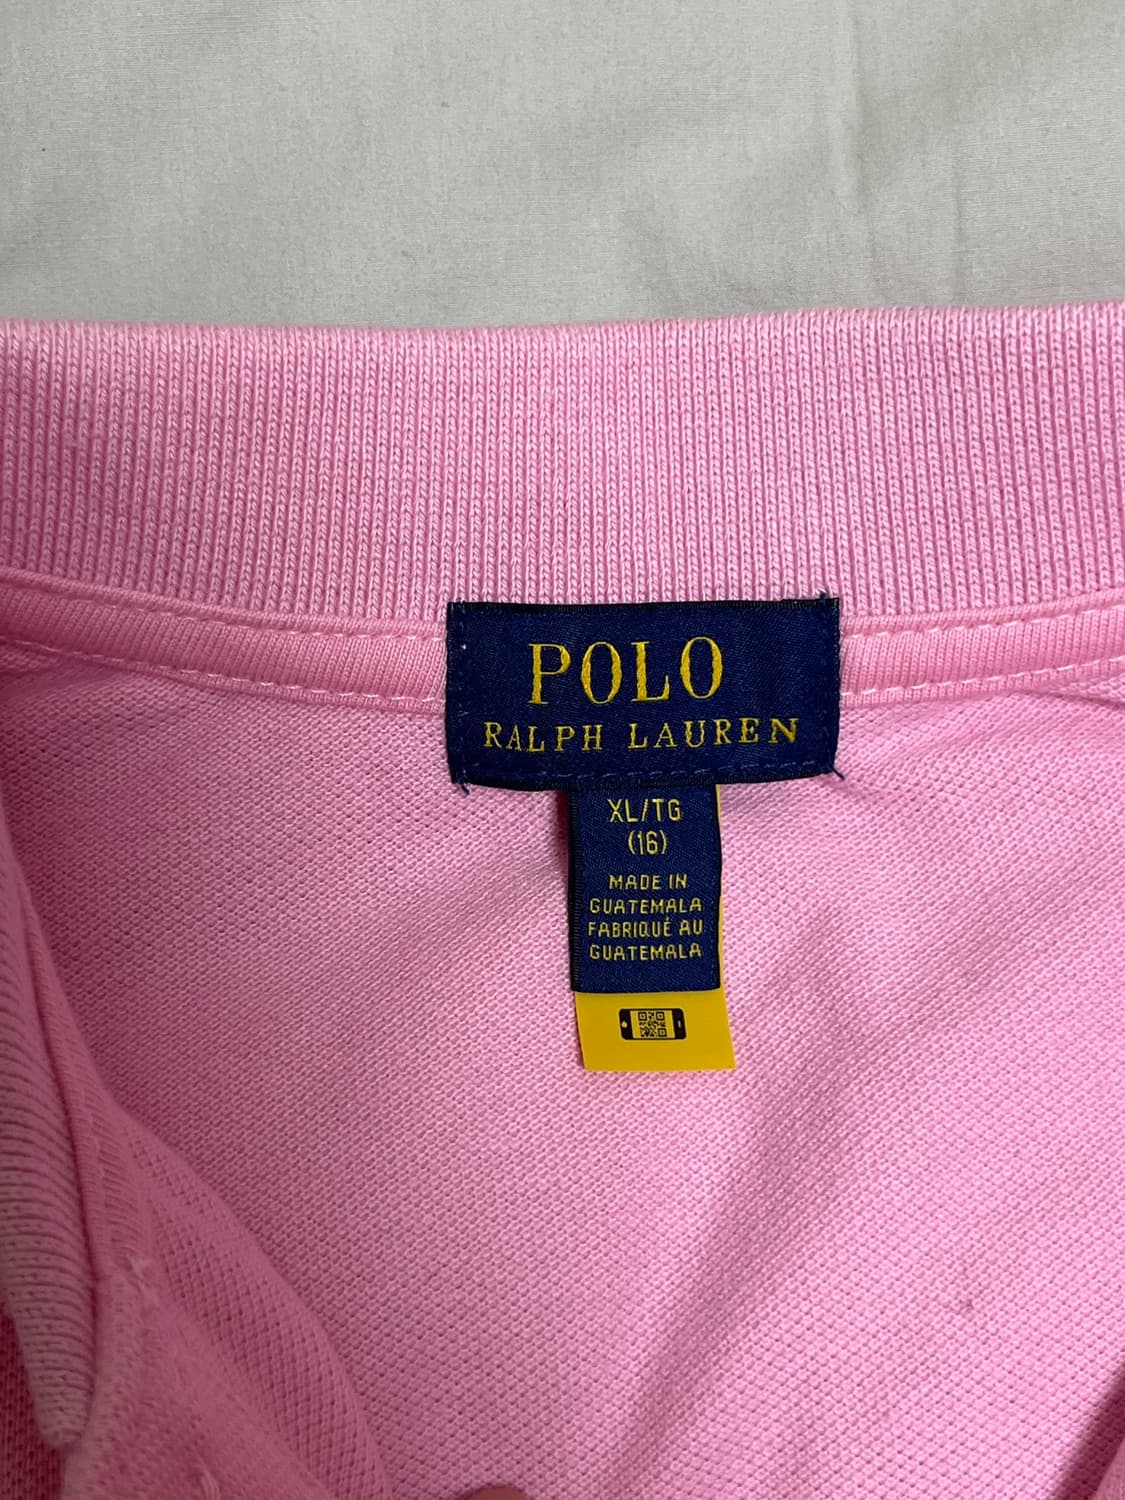 POLO
RALPH LAUREN
XL/TG
(16)
MADE IN
GUATEMALA
FABRIQUÉ AU
GUATEMALA